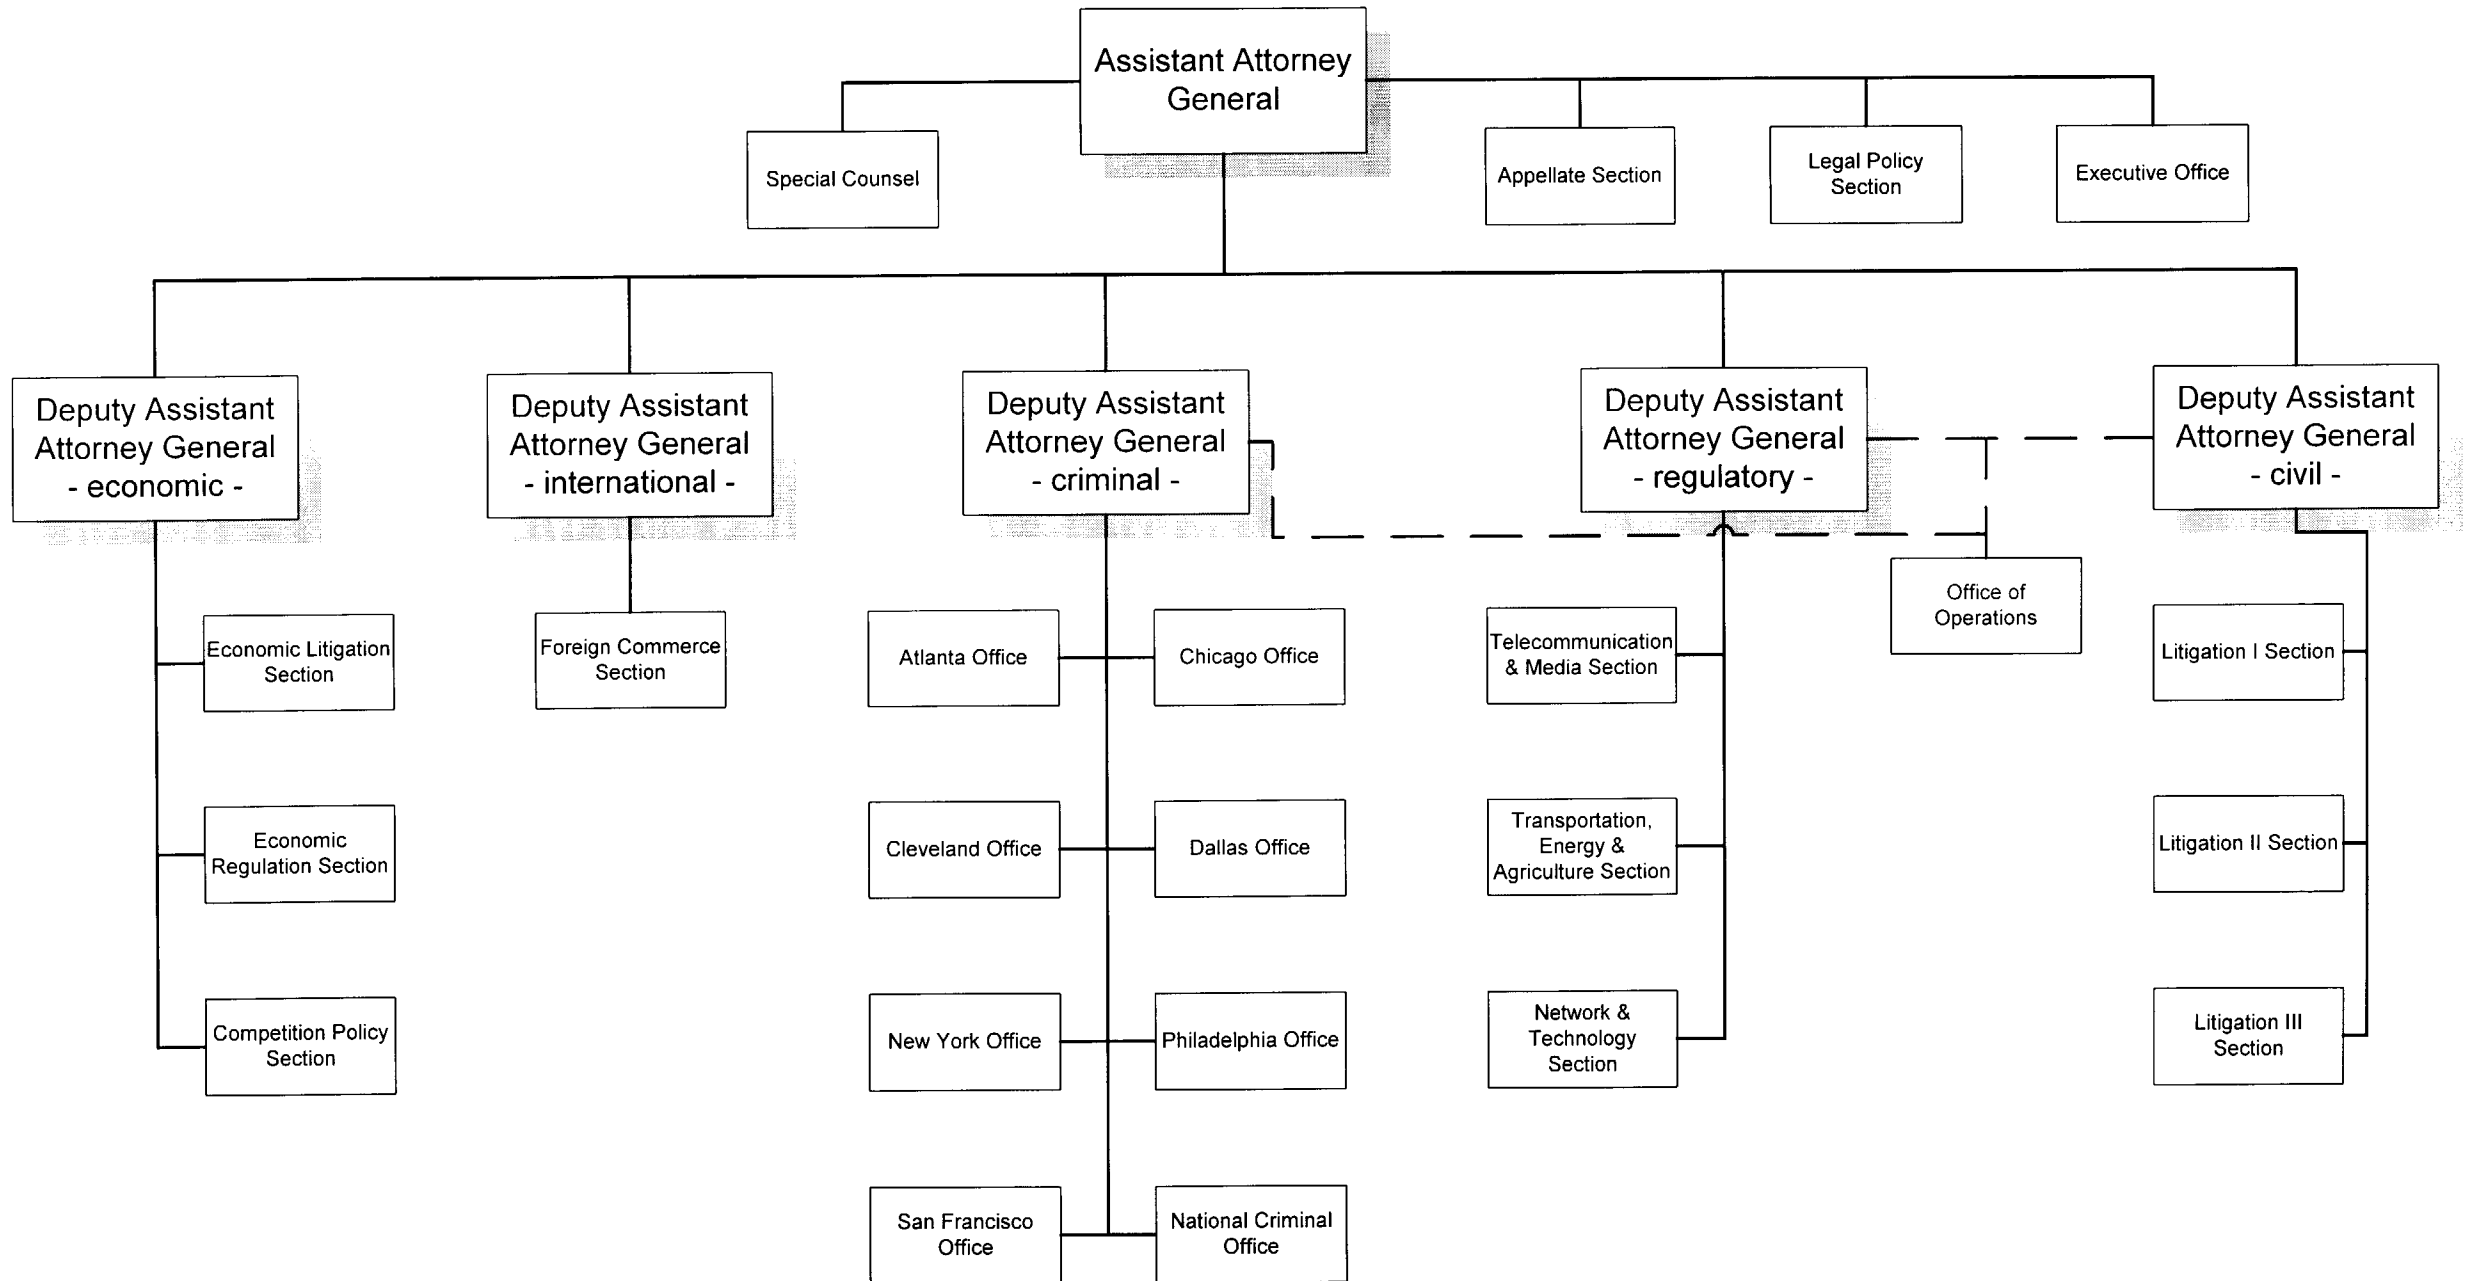 Assistant Attorney
General
Special Counsel
Appellate Section
Legal Policy
Section
Executive Office
Deputy Assistant
Attorney General
- economic -
Deputy Assistant
Attorney General
- international -
Deputy Assistant
Attorney General
- criminal -
Deputy Assistant
Attorney General
- regulatory -
Deputy Assistant
Attorney General
- civil -
Office of
Operations
Economic Litigation
Section
Foreign Commerce
Section
Atlanta Office
Chicago Office
Telecommunication
& Media Section
Litigation I Section
Economic
Regulation Section
Cleveland Office
Dallas Office
Transportation,
Energy &
Agriculture Section
Litigation II Section
Competition Policy
Section
New York Office
Philadelphia Office
Network &
Technology
Section
Litigation III
Section
San Francisco
Office
National Criminal
Office